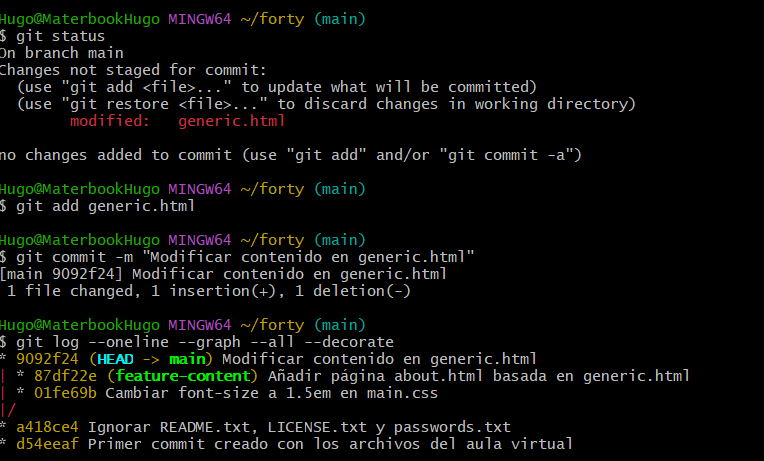 Hugo@MaterbookHugo MINGW64 ~/forty (main)
$ git status
On branch main
Changes not staged for commit:
  (use "git add <file>..." to update what will be committed)
  (use "git restore <file>..." to discard changes in working directory)
        modified:   generic.html

no changes added to commit (use "git add" and/or "git commit -a")

Hugo@MaterbookHugo MINGW64 ~/forty (main)
$ git add generic.html

Hugo@MaterbookHugo MINGW64 ~/forty (main)
$ git commit -m "Modificar contenido en generic.html"
[main 9092f24] Modificar contenido en generic.html
 1 file changed, 1 insertion(+), 1 deletion(-)

Hugo@MaterbookHugo MINGW64 ~/forty (main)
$ git log --oneline --graph --all --decorate
* 9092f24 (HEAD -> main) Modificar contenido en generic.html
| * 87df22e (feature-content) Añadir página about.html basada en generic.html
| * 01fe69b Cambiar font-size a 1.5em en main.css
|/
* a418ce4 Ignorar README.txt, LICENSE.txt y passwords.txt
* d54eeaf Primer commit creado con los archivos del aula virtual